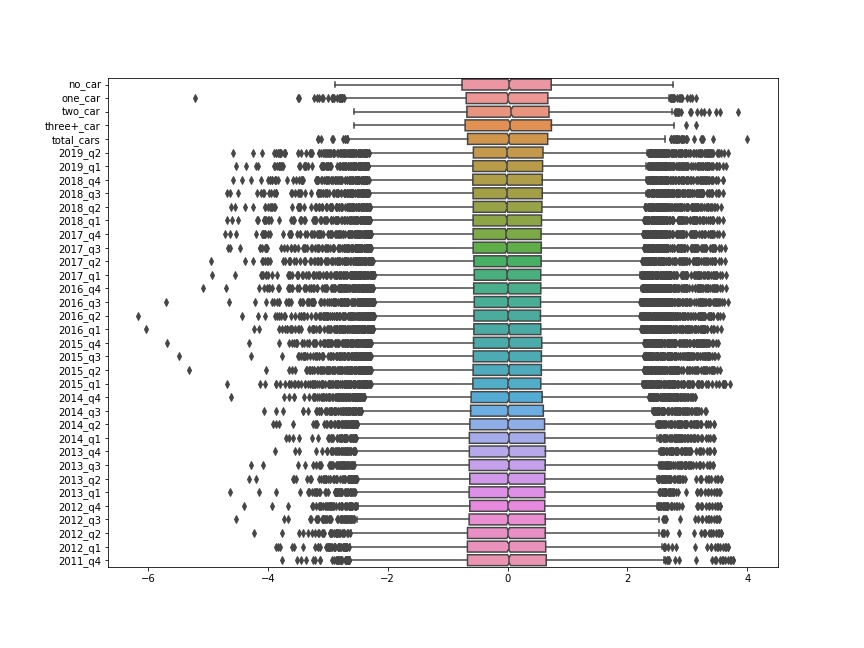 no_car
one_car
two_car
three+_car
total_cars
2019_q2
2019_q1
2018_q4
2018_q3
2018_q2
2018_q1
2017_q4
2017_q3
2017_q2
2017_q1
2016_q4
2016_q3
2016_q2
2016_q1
2015_q4
2015_q3
2015_q2
2015_q1
2014_q4
2014_q3
2014_q2
2014_q1
2013_q4
2013_q3
2013_q2
2013_q1
2012_q4
2012_q3
2012_q2
2012_q1
2011_q4
−6 −4 −2 0 2 4